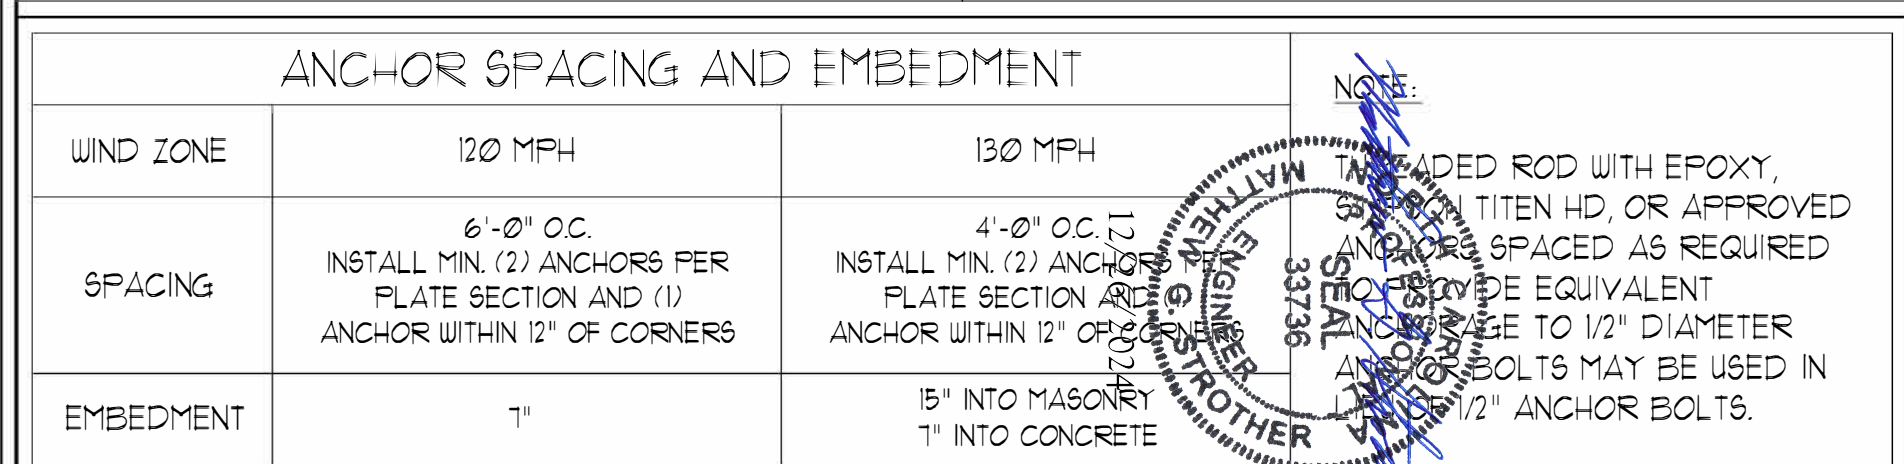 ANCHOR SPACING AND EMBEDMENT
WIND ZONE
120 MPH
130 MPH
SPACING
6'-0" O.C.
INSTALL MIN. (2) ANCHORS PER
PLATE SECTION AND (1)
ANCHOR WITHIN 12" OF CORNERS
4'-0" O.C.
INSTALL MIN. (2) ANCHORS PER
PLATE SECTION AND
ANCHOR WITHIN 12" OF CORNERS
EMBEDMENT
7"
15" INTO MASONRY
7" INTO CONCRETE
NOTE:
THREADED ROD WITH EPOXY,
SIMPSON TITEN HD, OR APPROVED
ANCHORS SPACED AS REQUIRED
TO PROVIDE EQUIVALENT
ANCHORAGE TO 1/2" DIAMETER
ANCHOR BOLTS MAY BE USED IN
LIEU OF 1/2" ANCHOR BOLTS.
12/26/2024
NORTH CAROLINA
PROFESSIONAL
SEAL
33736
ENGINEER
MATTHEW G. STROTHER